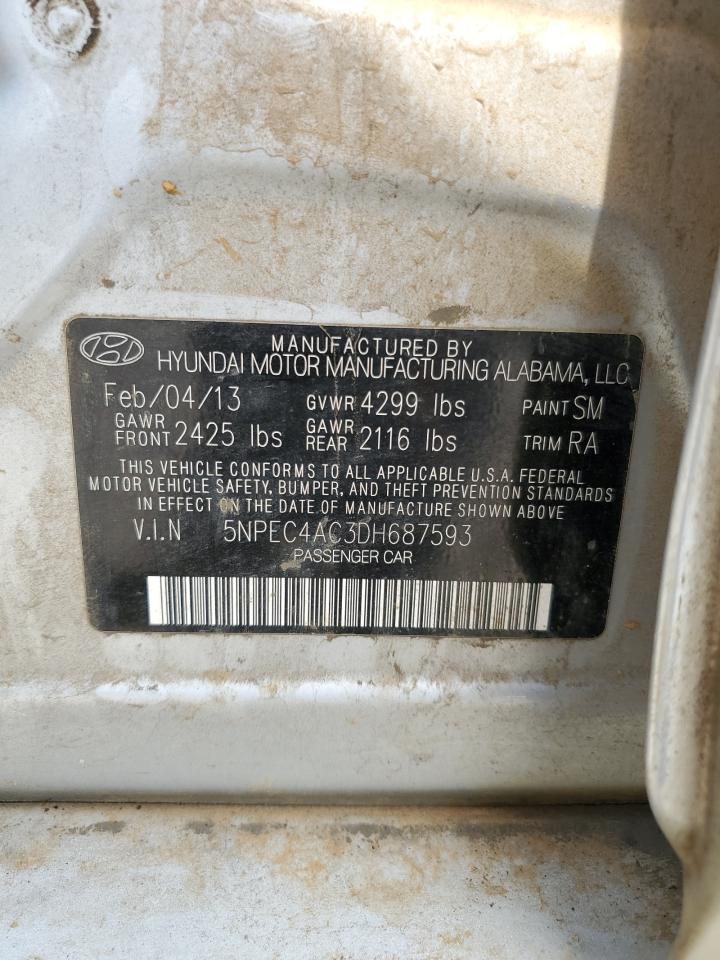 MANUFACTURED BY
HYUNDAI MOTOR MANUFACTURING ALABAMA, LLC
Feb/04/13 GVWR 4299 lbs PAINT SM
GAWR FRONT 2425 lbs GAWR REAR 2116 lbs TRIM RA
THIS VEHICLE CONFORMS TO ALL APPLICABLE U.S.A. FEDERAL
MOTOR VEHICLE SAFETY, BUMPER, AND THEFT PREVENTION STANDARDS
IN EFFECT ON THE DATE OF MANUFACTURE SHOWN ABOVE
V.I.N 5NPEC4AC3DH687593
PASSENGER CAR